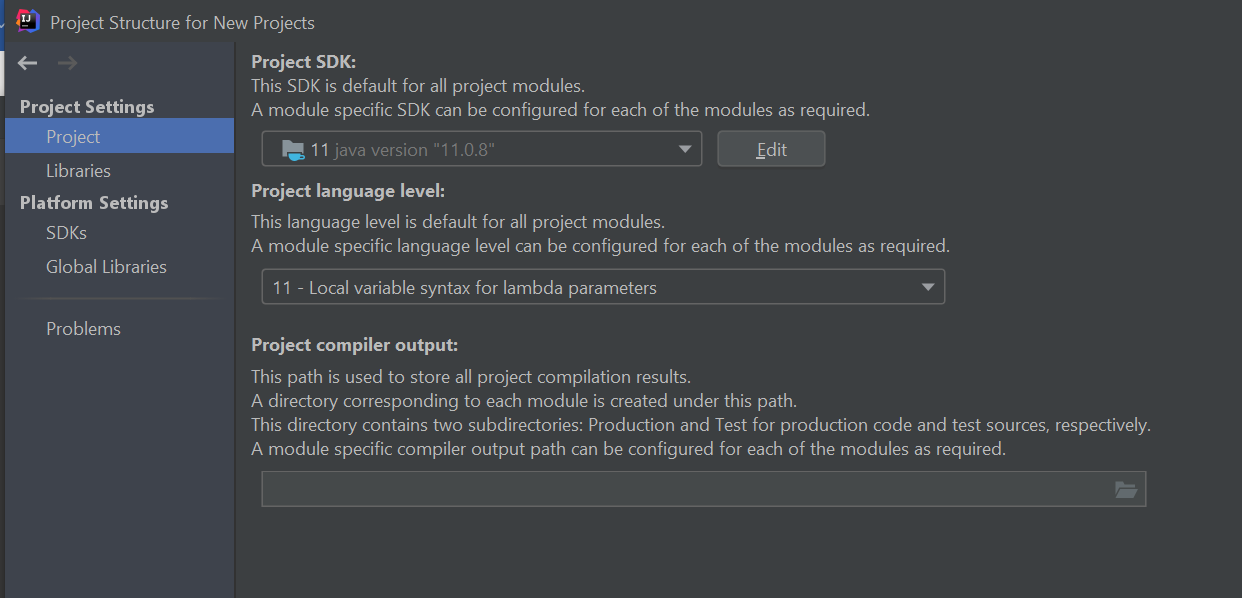 IJ
Project Structure for New Projects
Project Settings
Project
Libraries
Platform Settings
SDKs
Global Libraries
Problems
Project SDK:
This SDK is default for all project modules.
A module specific SDK can be configured for each of the modules as required.
11 java version "11.0.8"
Edit
Project language level:
This language level is default for all project modules.
A module specific language level can be configured for each of the modules as required.
11 - Local variable syntax for lambda parameters
Project compiler output:
This path is used to store all project compilation results.
A directory corresponding to each module is created under this path.
This directory contains two subdirectories: Production and Test for production code and test sources, respectively.
A module specific compiler output path can be configured for each of the modules as required.